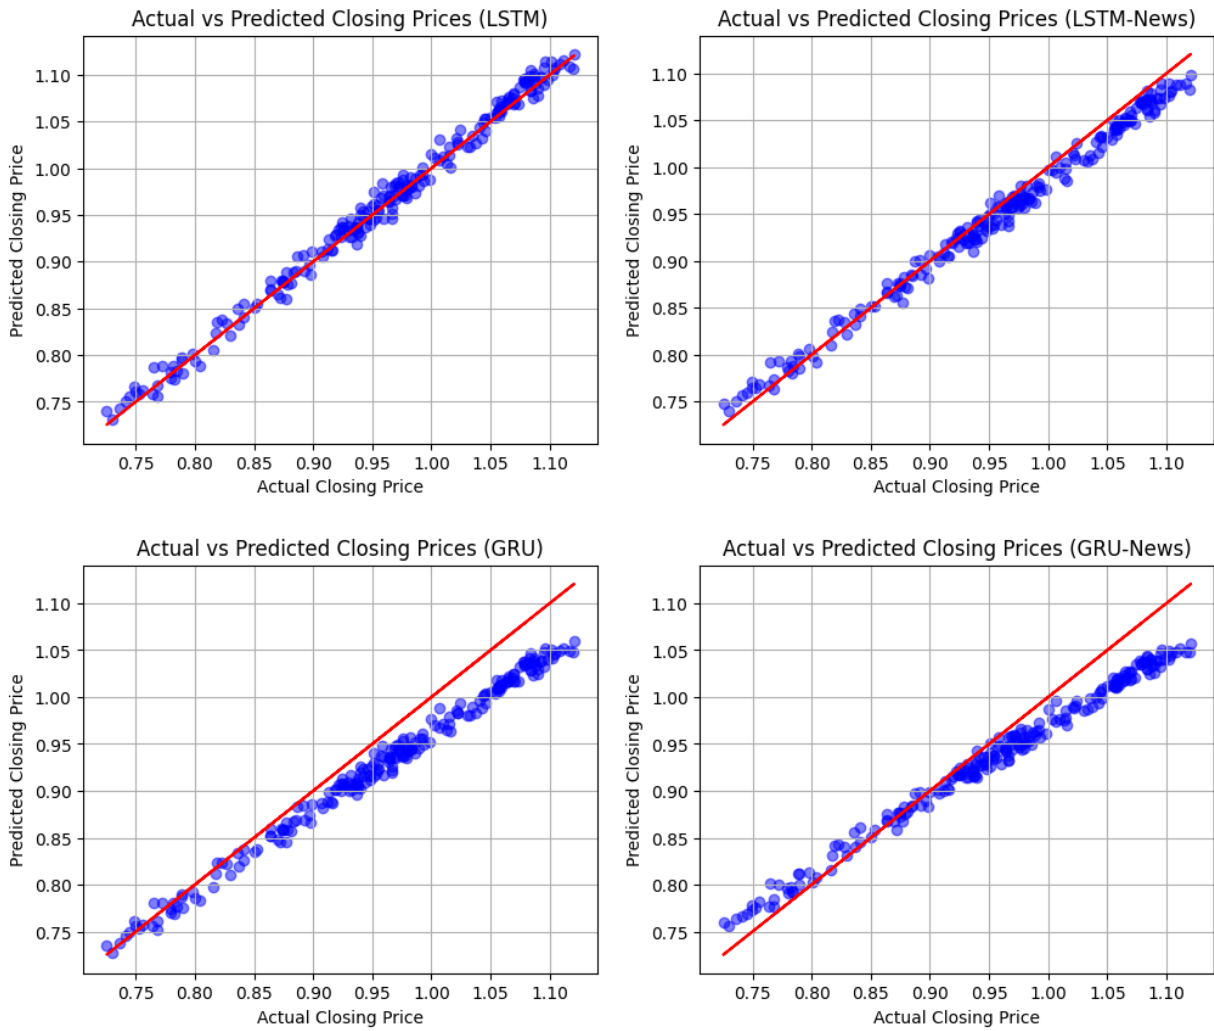 Actual vs Predicted Closing Prices (LSTM)
1.10
1.05
1.00
0.95
0.90
0.85
0.80
0.75
Predicted Closing Price
0.75 0.80 0.85 0.90 0.95 1.00 1.05 1.10
Actual Closing Price
Actual vs Predicted Closing Prices (LSTM-News)
1.10
1.05
1.00
0.95
0.90
0.85
0.80
0.75
Predicted Closing Price
0.75 0.80 0.85 0.90 0.95 1.00 1.05 1.10
Actual Closing Price
Actual vs Predicted Closing Prices (GRU)
1.10
1.05
1.00
0.95
0.90
0.85
0.80
0.75
Predicted Closing Price
0.75 0.80 0.85 0.90 0.95 1.00 1.05 1.10
Actual Closing Price
Actual vs Predicted Closing Prices (GRU-News)
1.10
1.05
1.00
0.95
0.90
0.85
0.80
0.75
Predicted Closing Price
0.75 0.80 0.85 0.90 0.95 1.00 1.05 1.10
Actual Closing Price